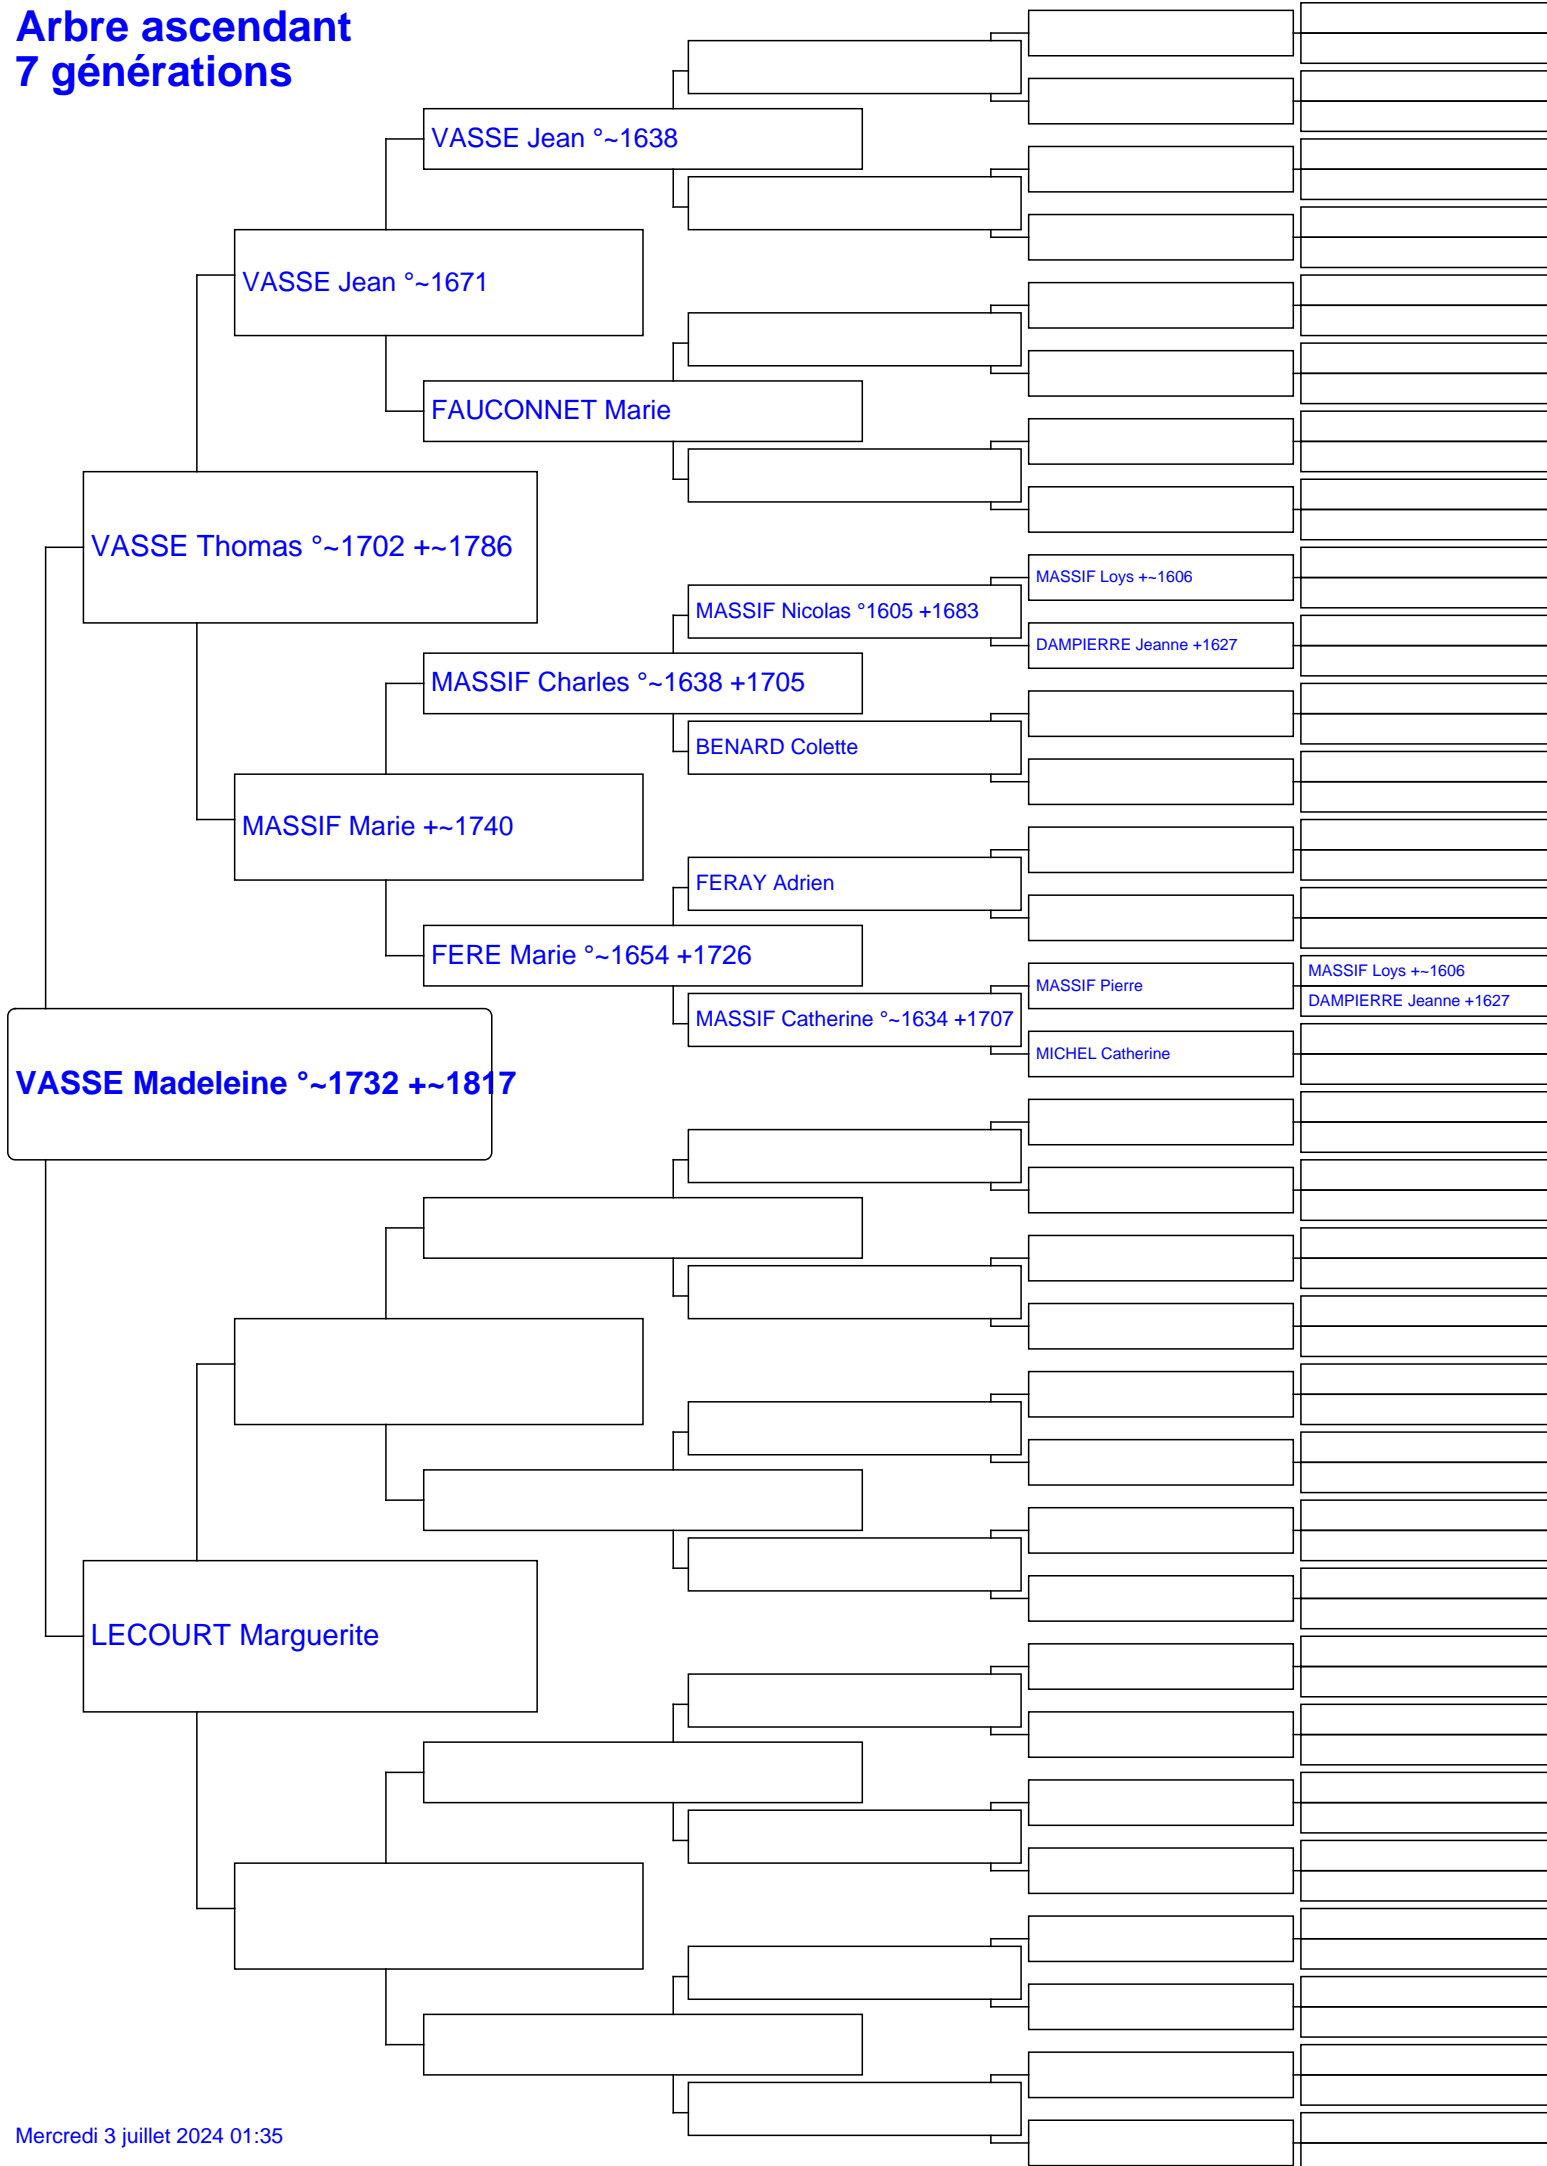 Arbre ascendant
7 générations
VASSE Jean °~1638
VASSE Jean °~1671
FAUCONNET Marie
VASSE Thomas °~1702 +~1786
MASSIF Loys +~1606
MASSIF Nicolas °1605 +1683
DAMPIERRE Jeanne +1627
MASSIF Charles °~1638 +1705
BENARD Colette
MASSIF Marie +~1740
FERAY Adrien
FERE Marie °~1654 +1726
MASSIF Loys +~1606
MASSIF Pierre
DAMPIERRE Jeanne +1627
MASSIF Catherine °~1634 +1707
MICHEL Catherine
VASSE Madeleine °~1732 +~1817
LECOURT Marguerite
Mercredi 3 juillet 2024 01:35